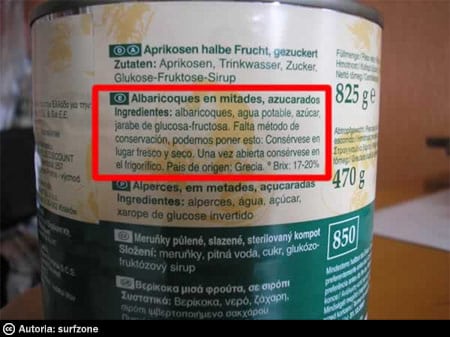 D A Aprikosen halbe Frucht, gezuckert
Zutaten: Aprikosen, Trinkwasser, Zucker,
Glukose-Fruktose-Sirup
E Albaricoques en mitades, azucarados
Ingredientes: albaricoques, agua potable, azúcar,
jarabe de glucosa-fructosa. Falta método de
conservación, podemos poner esto: Consérvese en
lugar fresco y seco. Una vez abierta consérvese en
el frigorífico. País de origen: Grecia. ° Brix: 17-20%
Alperces, em metades, açucaradas
Ingredientes: alperces, água, açúcar,
xarope de glucose invertido
Meruňky půlené, slazené, sterilovaný kompot
Složení: meruňky, pitná voda, cukr, glukózo-
fruktózový sirup
Βερίκοκα μισά φρούτα, σε σιρόπι
Συστατικά: Βερίκοκα, νερό, ζάχαρη,
Füllmenge
825 g e
470 g
850
cc Autoria: surfzone